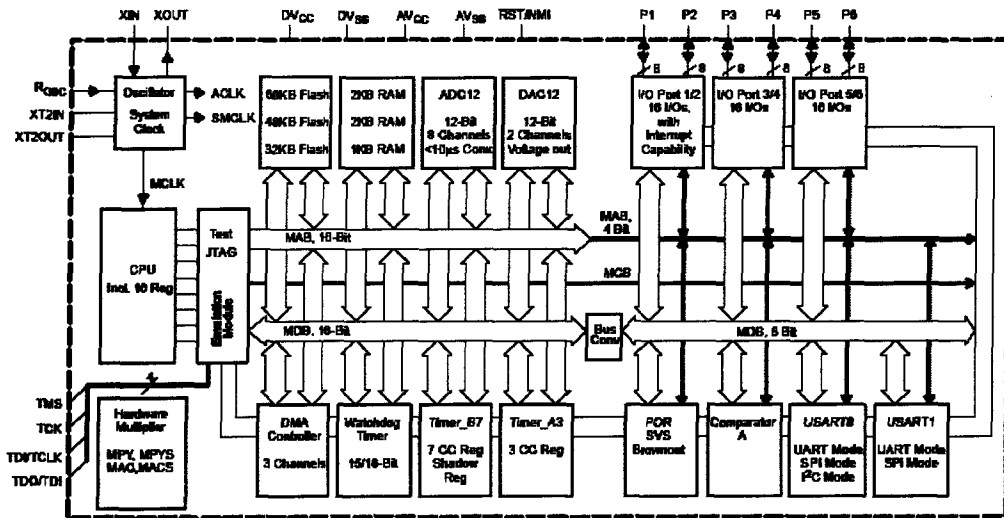 XIN XOUT DVCC DVSS AVCC AVSS RST/NMI P1 P2 P3 P4 P5 P6
8 8 8 8 8 8
ROSC
XT2IN
XT2OUT
Oscillator
System
Clock
ACLK
SMCLK
MCLK
60KB Flash
48KB Flash
32KB Flash
2KB RAM
2KB RAM
1KB RAM
ADC12
12-Bit
8 Channels
<10µs Conv
DAC12
12-Bit
2 Channels
Voltage out
I/O Port 1/2
16 I/Os,
with
Interrupt
Capability
I/O Port 3/4
16 I/Os
I/O Port 5/6
16 I/Os
CPU
Incl. 16 Reg
Test
JTAG
Emulation
Module
MAB, 16-Bit
MAB,
4 Bit
MCB
MDB, 16-Bit
Bus
Conv
MDB, 8 Bit
4
TMS
TCK
TDI/TCLK
TDO/TDI
Hardware
Multiplier
MPY, MPYS
MAC,MACS
DMA
Controller
3 Channels
Watchdog
Timer
15/16-Bit
Timer_B7
7 CC Reg
Shadow
Reg
Timer_A3
3 CC Reg
POR
SVS
Brownout
Comparator
A
USART0
UART Mode
SPI Mode
I²C Mode
USART1
UART Mode
SPI Mode